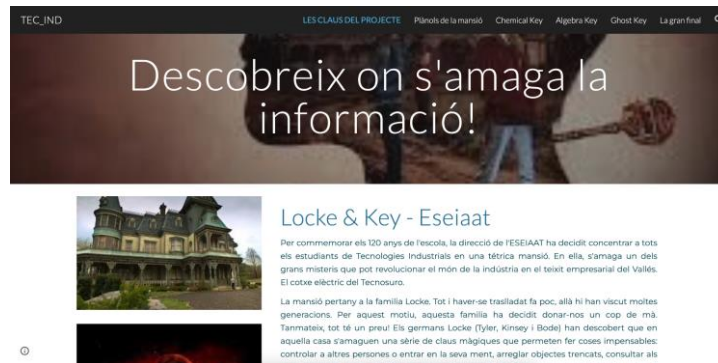 TEC_IND
LES CLAUS DEL PROJECTE Plànols de la mansió Chemical Key Algebra Key Ghost Key La gran final
Descobreix on s'amaga la
informació!
Locke & Key - Eseiaat
Per commemorar els 120 anys de l'escola, la direcció de l'ESEIAAT ha decidit concentrar a tots
els estudiants de Tecnologies Industrials en una tètrica mansió. En ella, s'amaga un dels
grans misteris que pot revolucionar el món de la indústria en el teixit empresarial del Vallés.
El cotxe elèctric del Tecnosuro.
La mansió pertany a la família Locke. Tot i haver-se traslladat fa poc, allà hi han viscut moltes
generacions. Per aquest motiu, aquesta família ha decidit donar-nos un cop de mà.
Tanmateix, tot té un preu! Els germans Locke (Tyler, Kinsey i Bode) han descobert que en
aquella casa s'amaguen una sèrie de claus màgiques que permeten fer coses impensables:
controlar a altres persones o entrar en la seva ment, arreglar objectes trencats, consultar als